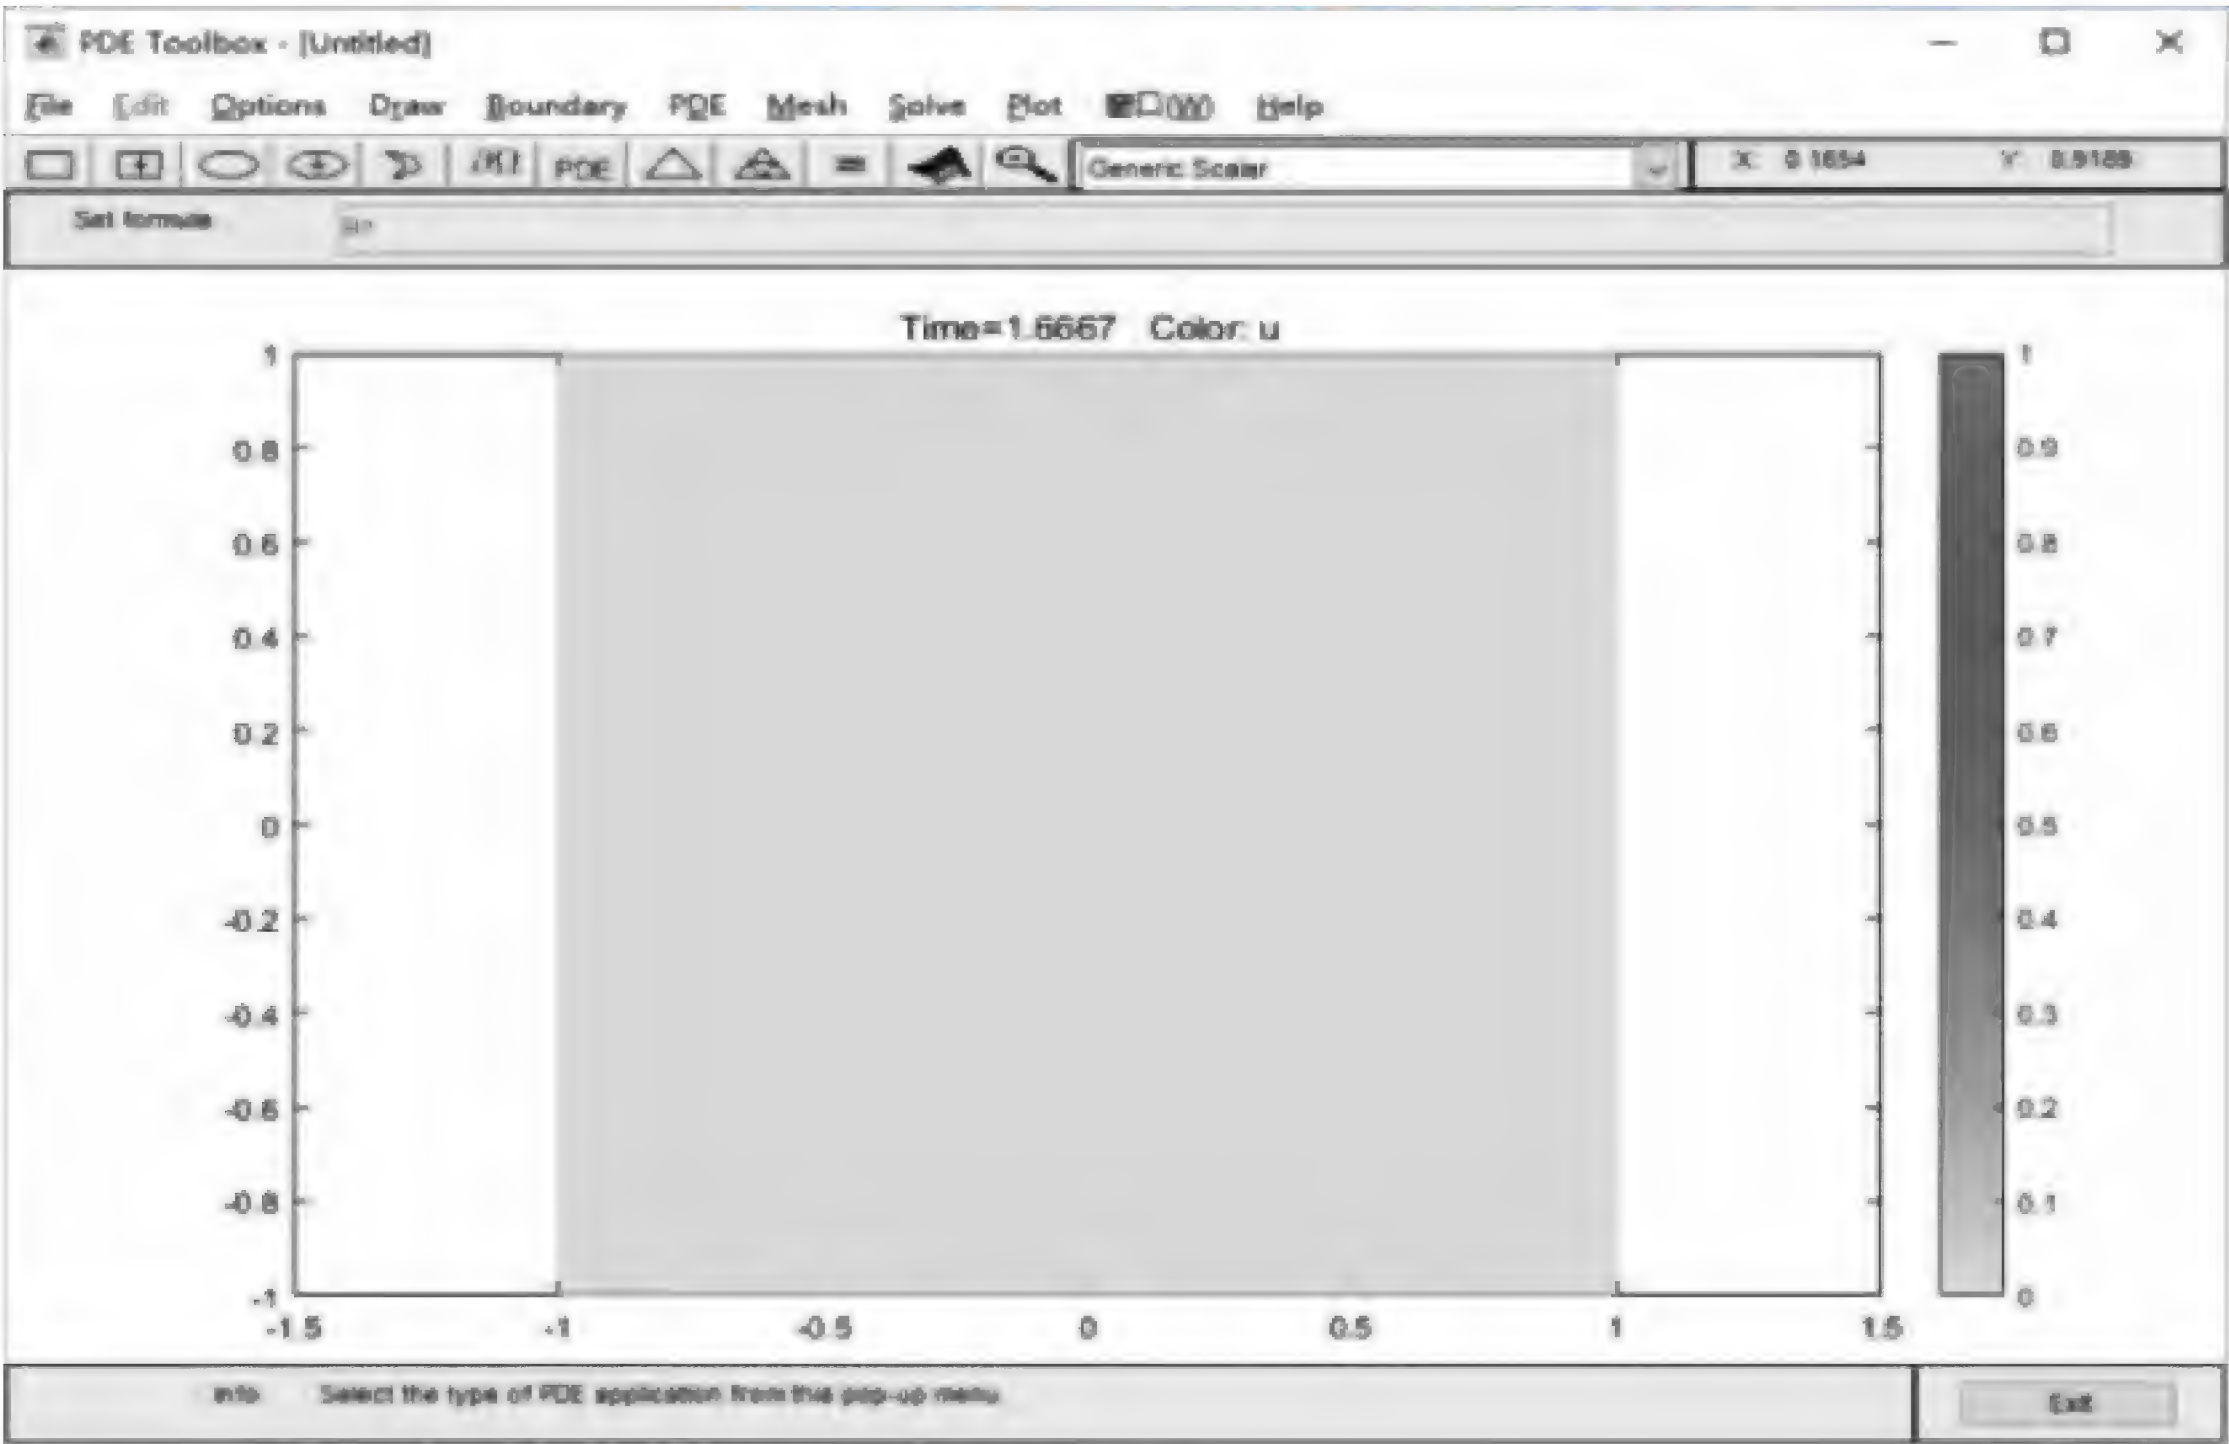 PDE Toolbox - [Untitled]
File Edit Options Draw Boundary PDE Mesh Solve Plot (W) Help
PDE Generic Scalar X: 0.1654 Y: 0.9189
Set formula:
Time=1.6667 Color: u
1
0.8
0.6
0.4
0.2
0
-0.2
-0.4
-0.6
-0.8
-1
-1.5 -1 -0.5 0 0.5 1 1.5
1
0.9
0.8
0.7
0.6
0.5
0.4
0.3
0.2
0.1
0
Info: Select the type of PDE application from this pop-up menu.
Exit